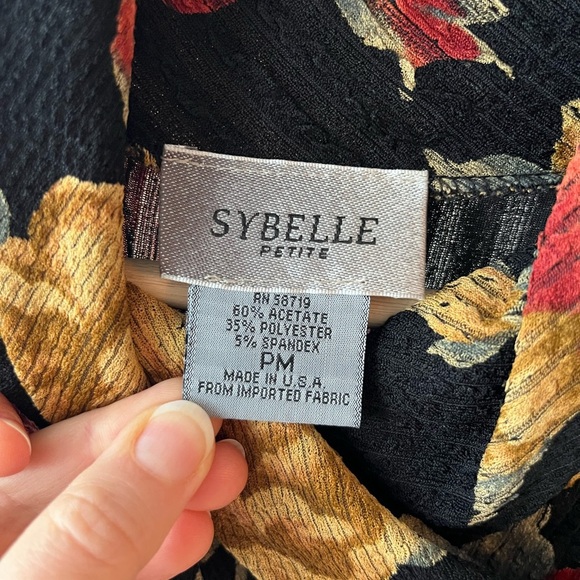 SYBELLE
PETITE
RN 58719
60% ACETATE
35% POLYESTER
5% SPANDEX
PM
MADE IN U.S.A.
FROM IMPORTED FABRIC